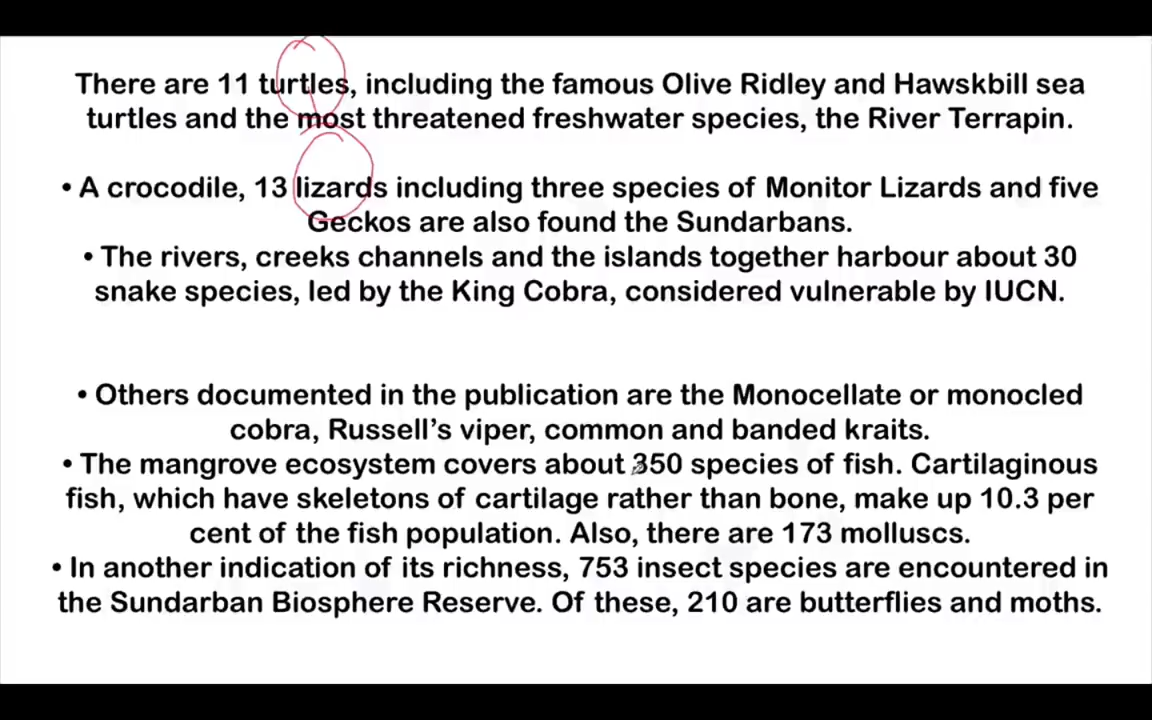 There are 11 turtles, including the famous Olive Ridley and Hawskbill sea
turtles and the most threatened freshwater species, the River Terrapin.
• A crocodile, 13 lizards including three species of Monitor Lizards and five
Geckos are also found the Sundarbans.
• The rivers, creeks channels and the islands together harbour about 30
snake species, led by the King Cobra, considered vulnerable by IUCN.
• Others documented in the publication are the Monocellate or monocled
cobra, Russell’s viper, common and banded kraits.
• The mangrove ecosystem covers about 350 species of fish. Cartilaginous
fish, which have skeletons of cartilage rather than bone, make up 10.3 per
cent of the fish population. Also, there are 173 molluscs.
• In another indication of its richness, 753 insect species are encountered in
the Sundarban Biosphere Reserve. Of these, 210 are butterflies and moths.